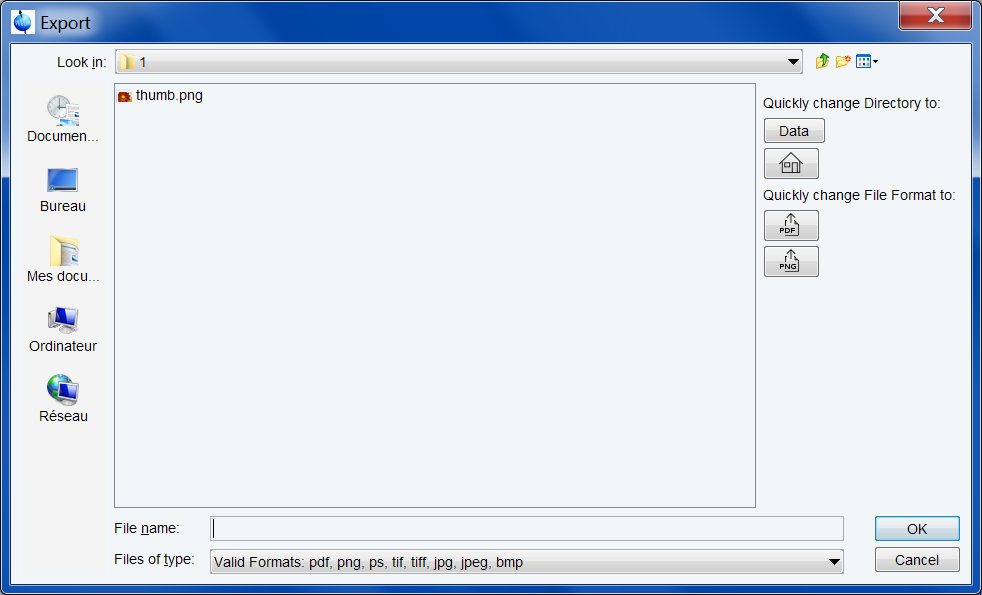 Export
Look in:
1
thumb.png
Documen...
Bureau
Mes docu...
Ordinateur
Réseau
Quickly change Directory to:
Data
Quickly change File Format to:
PDF
PNG
File name:
OK
Files of type:
Valid Formats: pdf, png, ps, tif, tiff, jpg, jpeg, bmp
Cancel